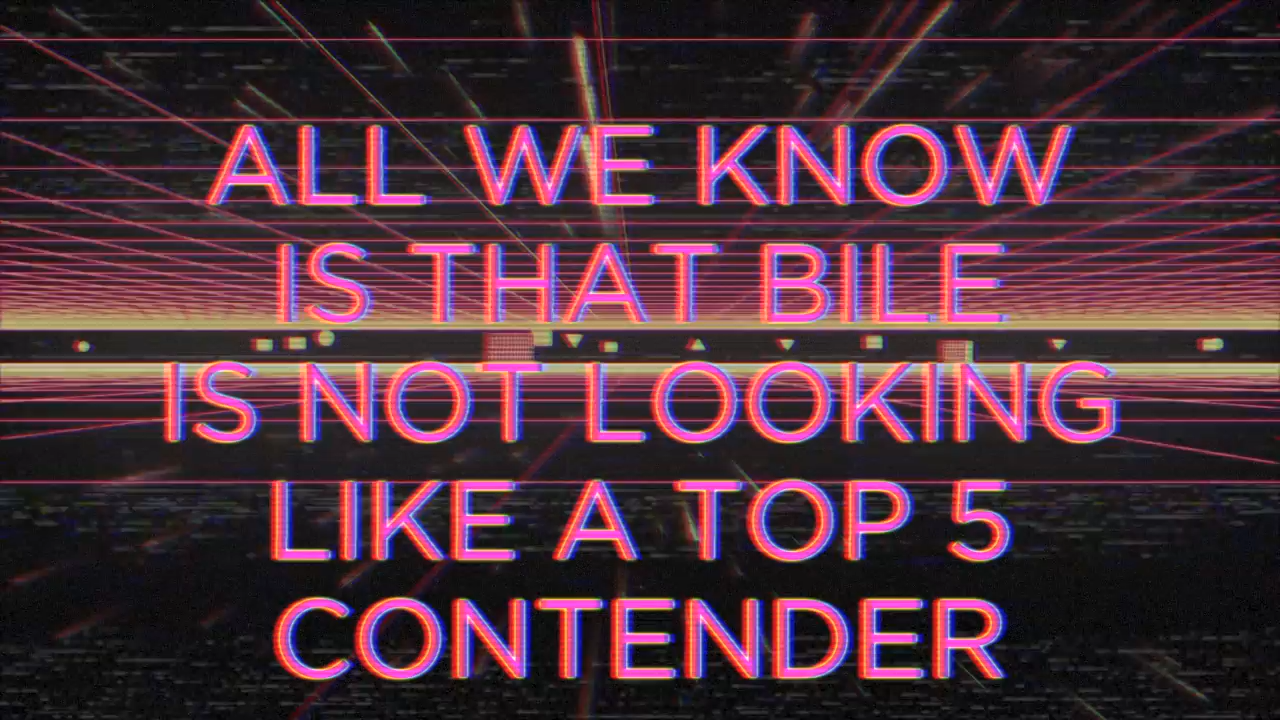 ALL WE KNOW
IS THAT BILE
IS NOT LOOKING
LIKE A TOP 5
CONTENDER